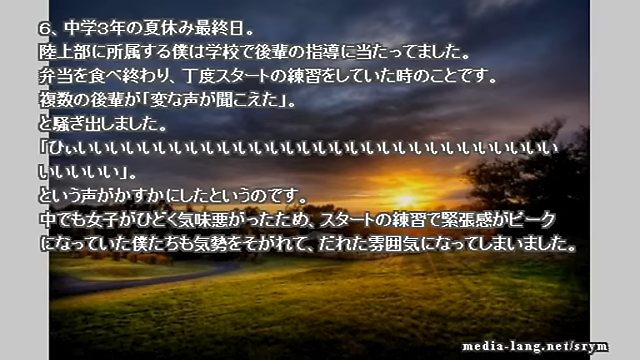 ６、中学３年の夏休み最終日。
陸上部に所属する僕は学校で後輩の指導に当たってました。
弁当を食べ終わり、丁度スタートの練習をしていた時のことです。
複数の後輩が「変な声が聞こえた」。
と騒ぎ出しました。
「ひぃいいいいいいいいいいいいいいいいいいいいいいいいいいいい
いいいいい」。
という声がかすかにしたというのです。
中でも女子がひどく気味悪がったため、スタートの練習で緊張感がピーク
になっていた僕たちも気勢をそがれて、だれた雰囲気になってしまいました。
media-lang.net/srym